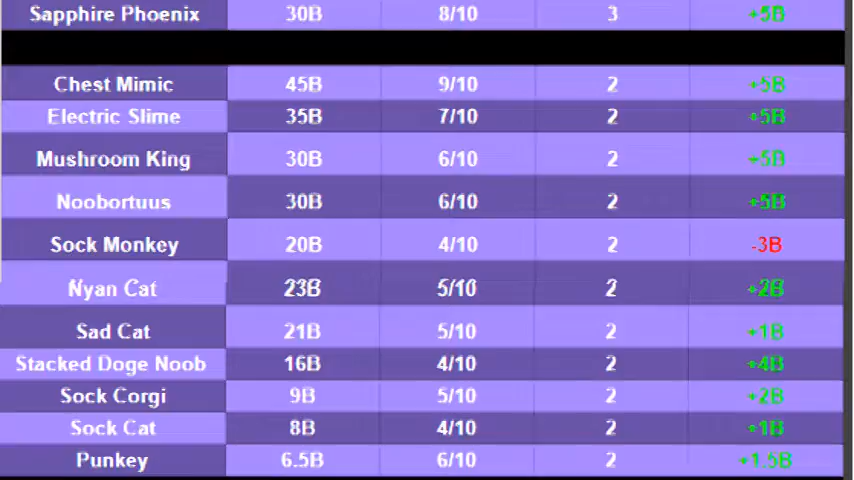 Sapphire Phoenix 30B 8/10 3 +5B
Chest Mimic 45B 9/10 2 +5B
Electric Slime 35B 7/10 2 +5B
Mushroom King 30B 6/10 2 +5B
Noobortuus 30B 6/10 2 +5B
Sock Monkey 20B 4/10 2 -3B
Nyan Cat 23B 5/10 2 +2B
Sad Cat 21B 5/10 2 +1B
Stacked Doge Noob 16B 4/10 2 +4B
Sock Corgi 9B 5/10 2 +2B
Sock Cat 8B 4/10 2 +1B
Punkey 6.5B 6/10 2 +1.5B